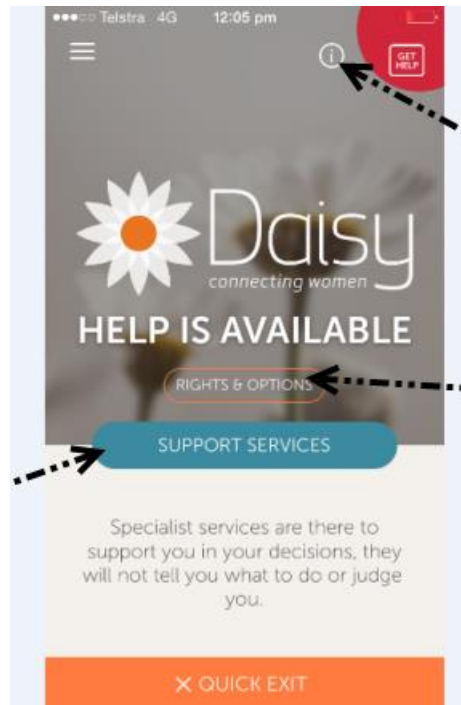 Telstra 4G 12:05 pm
i
GET
HELP
Daisy
connecting women
HELP IS AVAILABLE
RIGHTS & OPTIONS
SUPPORT SERVICES
Specialist services are there to
support you in your decisions, they
will not tell you what to do or judge
you.
X QUICK EXIT